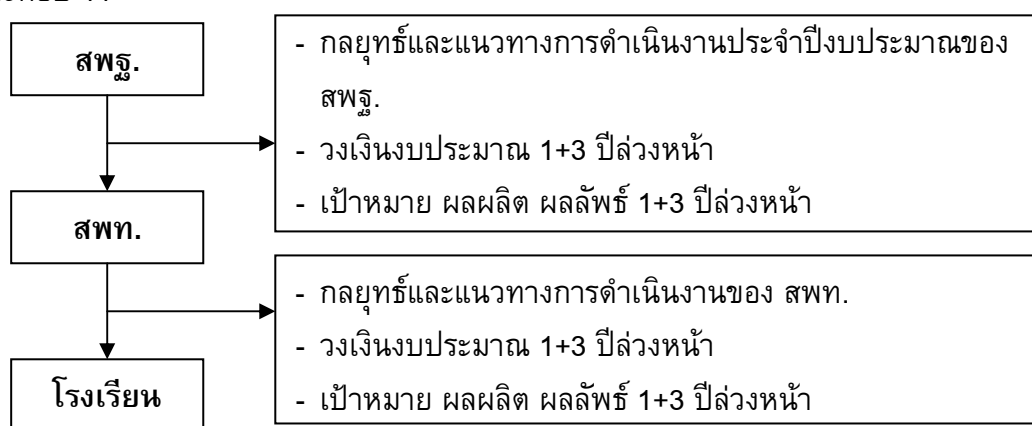 สพฐ.
- กลยุทธ์และแนวทางการดำเนินงานประจำปีงบประมาณของ
สพฐ.
- วงเงินงบประมาณ 1+3 ปีล่วงหน้า
- เป้าหมาย ผลผลิต ผลลัพธ์ 1+3 ปีล่วงหน้า
สพท.
- กลยุทธ์และแนวทางการดำเนินงานของ สพท.
- วงเงินงบประมาณ 1+3 ปีล่วงหน้า
- เป้าหมาย ผลผลิต ผลลัพธ์ 1+3 ปีล่วงหน้า
โรงเรียน